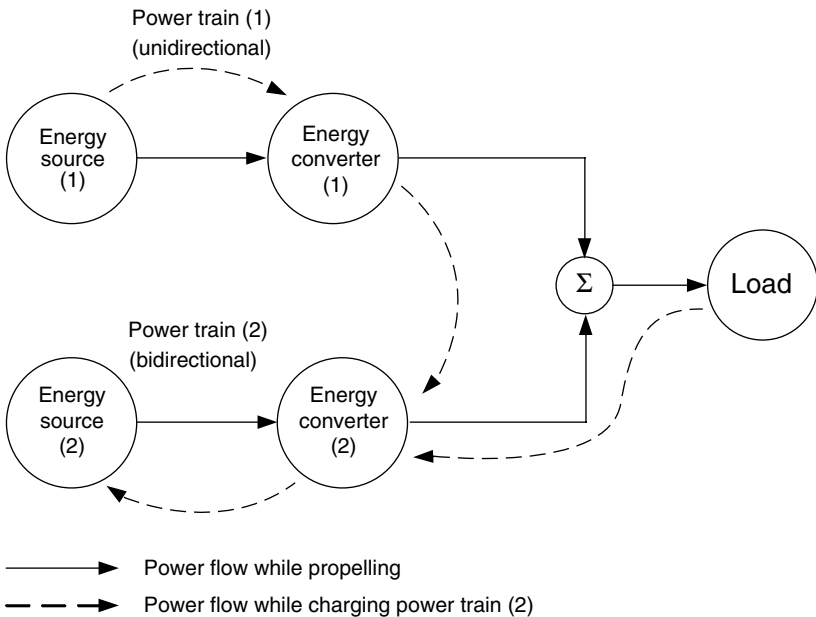 Power train (1)
(unidirectional)
Energy
source
(1)
Energy
converter
(1)
Σ
Load
Power train (2)
(bidirectional)
Energy
source
(2)
Energy
converter
(2)
Power flow while propelling
Power flow while charging power train (2)